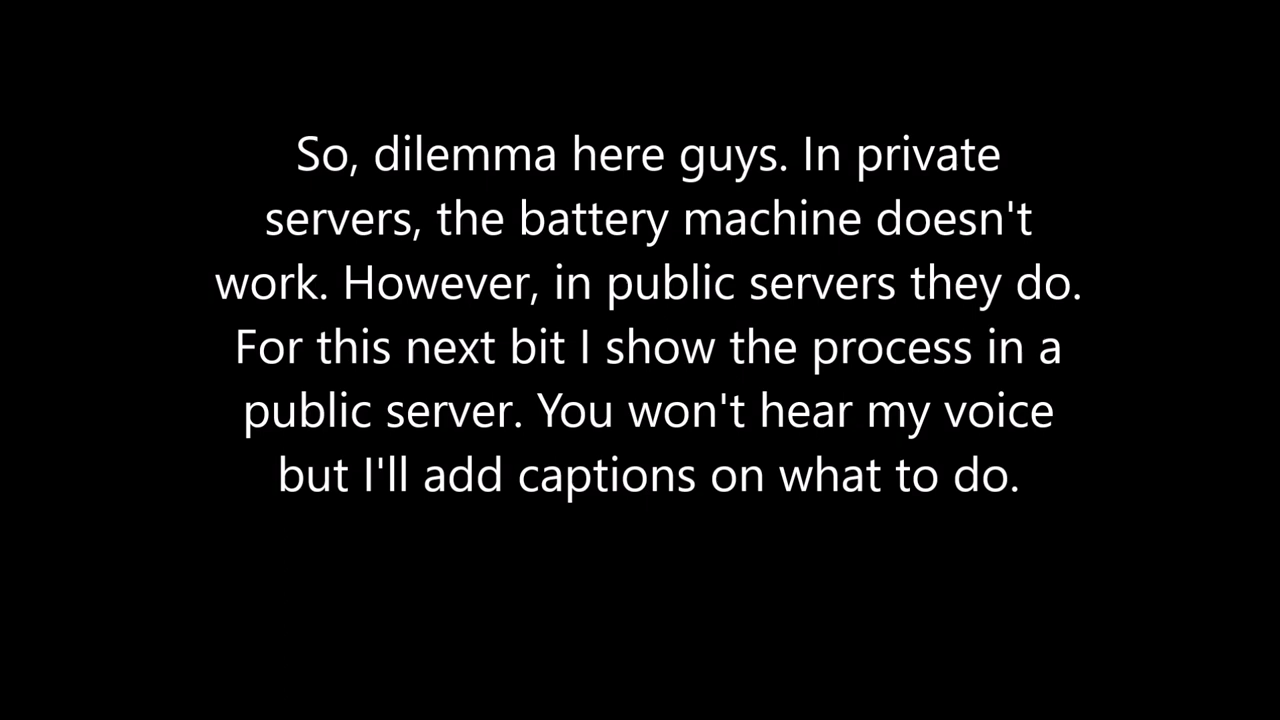 So, dilemma here guys. In private
servers, the battery machine doesn't
work. However, in public servers they do.
For this next bit I show the process in a
public server. You won't hear my voice
but I'll add captions on what to do.